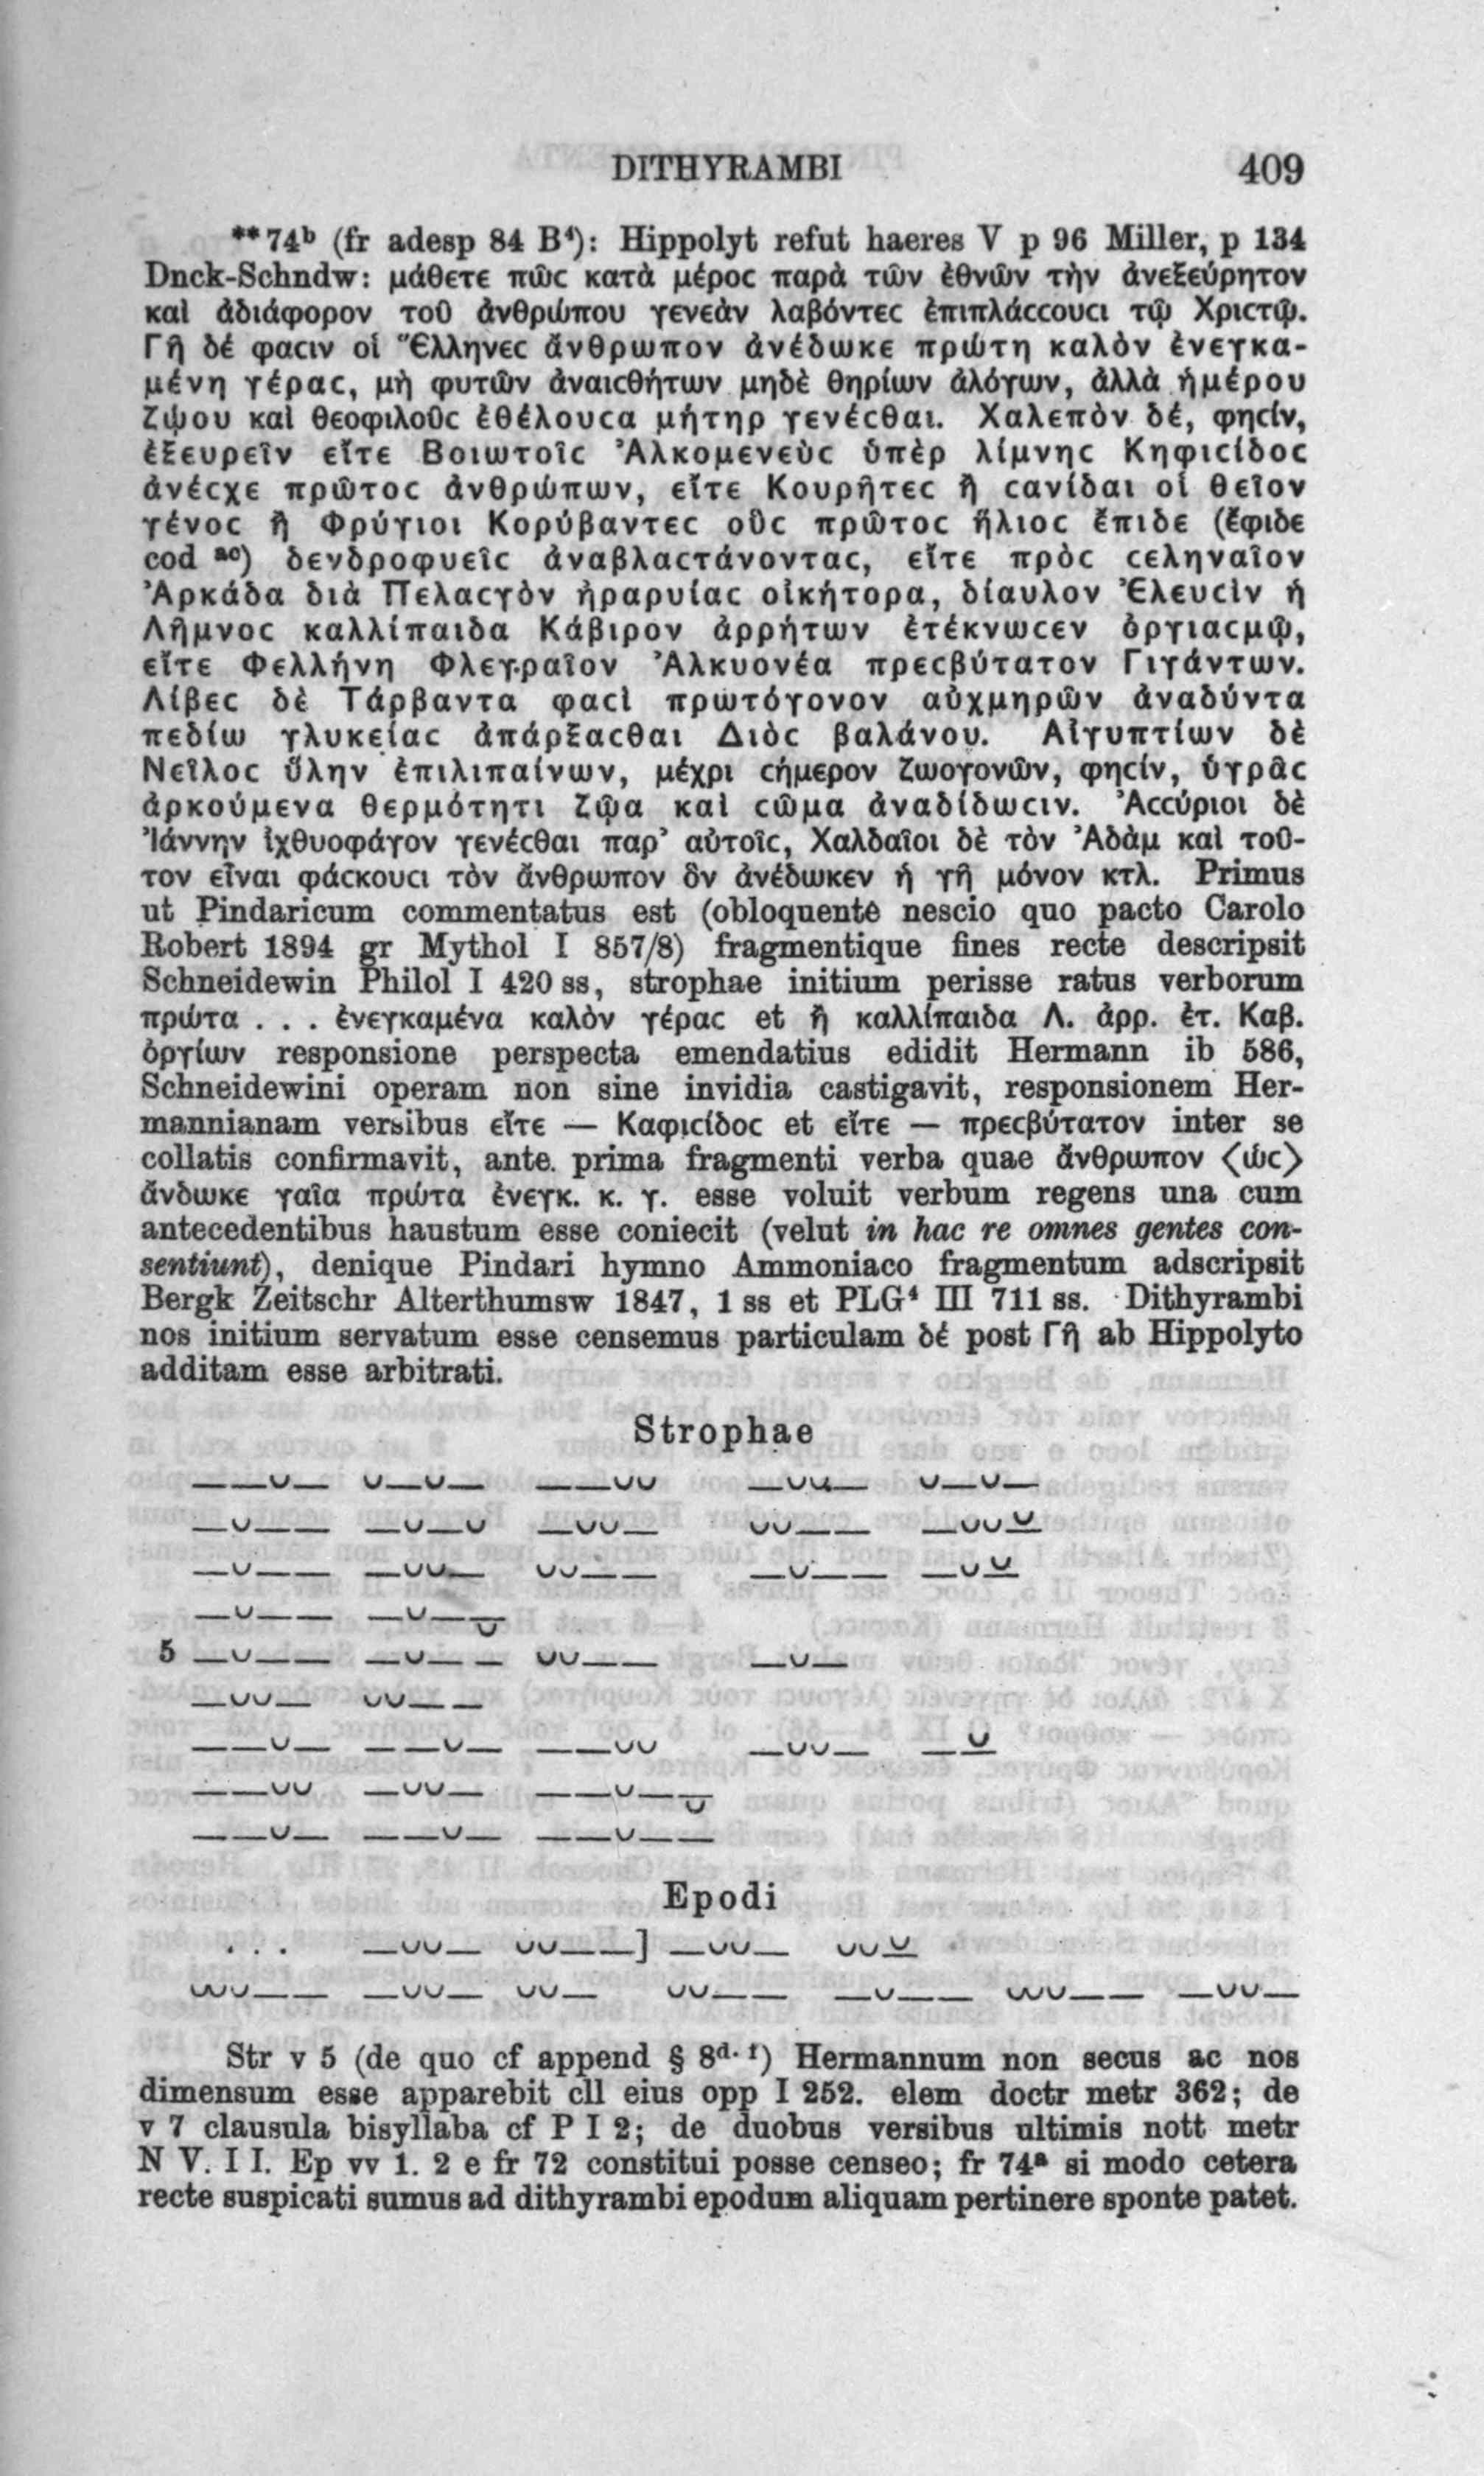 DITHYRAMBI 409
**74ᵇ (fr adesp 84 B⁴): Hippolyt refut haeres V p 96 Miller, p 134
Dnck-Schndw: μάθετε πῶϲ κατὰ μέροϲ παρὰ τῶν ἐθνῶν τὴν ἀνεξεύρητον
καὶ ἀδιάφορον τοῦ ἀνθρώπου γενεὰν λαβόντεϲ ἐπιπλάϲϲουϲι τῷ Χριϲτῷ.
Γῆ δέ φαϲιν οἱ Ἕλληνεϲ ἄνθρωπον ἀνέδωκε πρώτη καλὸν ἐνεγκα-
μένη γέραϲ, μὴ φυτῶν ἀναιϲθήτων μηδὲ θηρίων ἀλόγων, ἀλλὰ ἡμέρου
ζῴου καὶ θεοφιλοῦϲ ἐθέλουϲα μήτηρ γενέϲθαι. Χαλεπὸν δέ, φηϲίν,
ἐξευρεῖν εἴτε Βοιωτοῖϲ Ἀλκομενεὺϲ ὑπὲρ λίμνηϲ Κηφιϲίδοϲ
ἀνέϲχε πρῶτοϲ ἀνθρώπων, εἴτε Κουρῆτεϲ ἢ ϲανίδαι οἱ θεῖον
γένοϲ ἢ Φρύγιοι Κορύβαντεϲ οὓϲ πρῶτοϲ ἥλιοϲ ἔπιδε (ἔφιδε
cod ᵃᶜ) δενδροφυεῖϲ ἀναβλαϲτάνονταϲ, εἴτε πρὸϲ ϲεληναῖον
Ἀρκάδα διὰ Πελαϲγὸν ἠραρυίαϲ οἰκήτορα, δίαυλον Ἐλευϲὶν ἡ
Λῆμνοϲ καλλίπαιδα Κάβιρον ἀρρήτων ἐτέκνωϲεν ὀργιαϲμῷ,
εἴτε Φελλήνη Φλεγραῖον Ἀλκυονέα πρεϲβύτατον Γιγάντων.
Λίβεϲ δὲ Τάρβαντα φαϲὶ πρωτόγονον αὐχμηρῶν ἀναδύντα
πεδίω γλυκείαϲ ἀπάρξαϲθαι Διὸϲ βαλάνου. Αἰγυπτίων δὲ
Νεῖλοϲ ὕλην ἐπιλιπαίνων, μέχρι ϲήμερον ζωογονῶν, φηϲίν, ὑγρᾶϲ
ἀρκούμενα θερμότητι ζῷα καὶ ϲῶμα ἀναδίδωϲιν. Ἀϲϲύριοι δὲ
Ἰάννην ἰχθυοφάγον γενέϲθαι παρ’ αὐτοῖϲ, Χαλδαῖοι δὲ τὸν Ἀδὰμ καὶ τοῦ-
τον εἶναι φάϲκουϲι τὸν ἄνθρωπον ὃν ἀνέδωκεν ἡ γῆ μόνον κτλ. Primus
ut Pindaricum commentatus est (obloquente nescio quo pacto Carolo
Robert 1894 gr Mythol I 857/8) fragmentique fines recte descripsit
Schneidewin Philol I 420 ss, strophae initium perisse ratus verborum
πρώτα . . . ἐνεγκαμένα καλὸν γέραϲ et ἢ καλλίπαιδα Λ. ἀρρ. ἐτ. Καβ.
ὀργίων responsione perspecta emendatius edidit Hermann ib 586,
Schneidewini operam non sine invidia castigavit, responsionem Her-
mannianam versibus εἴτε — Καφιϲίδοϲ et εἴτε — πρεϲβύτατον inter se
collatis confirmavit, ante. prima fragmenti verba quae ἄνθρωπον ⟨ὡϲ⟩
ἄνδωκε γαῖα πρώτα ἐνεγκ. κ. γ. esse voluit verbum regens una cum
antecedentibus haustum esse coniecit (velut in hac re omnes gentes con-
sentiunt), denique Pindari hymno Ammoniaco fragmentum adscripsit
Bergk Zeitschr Alterthumsw 1847, 1 ss et PLG⁴ III 711 ss. Dithyrambi
nos initium servatum esse censemus particulam δέ post Γῆ ab Hippolyto
additam esse arbitrati.
Strophae
5
Epodi
. . . ]
Str v 5 (de quo cf append § 8ᵈ· ᶠ) Hermannum non secus ac nos
dimensum esse apparebit cll eius opp I 252. elem doctr metr 362; de
v 7 clausula bisyllaba cf P I 2; de duobus versibus ultimis nott metr
N V. I I. Ep vv 1. 2 e fr 72 constitui posse censeo; fr 74ᵃ si modo cetera
recte suspicati sumus ad dithyrambi epodum aliquam pertinere sponte patet.